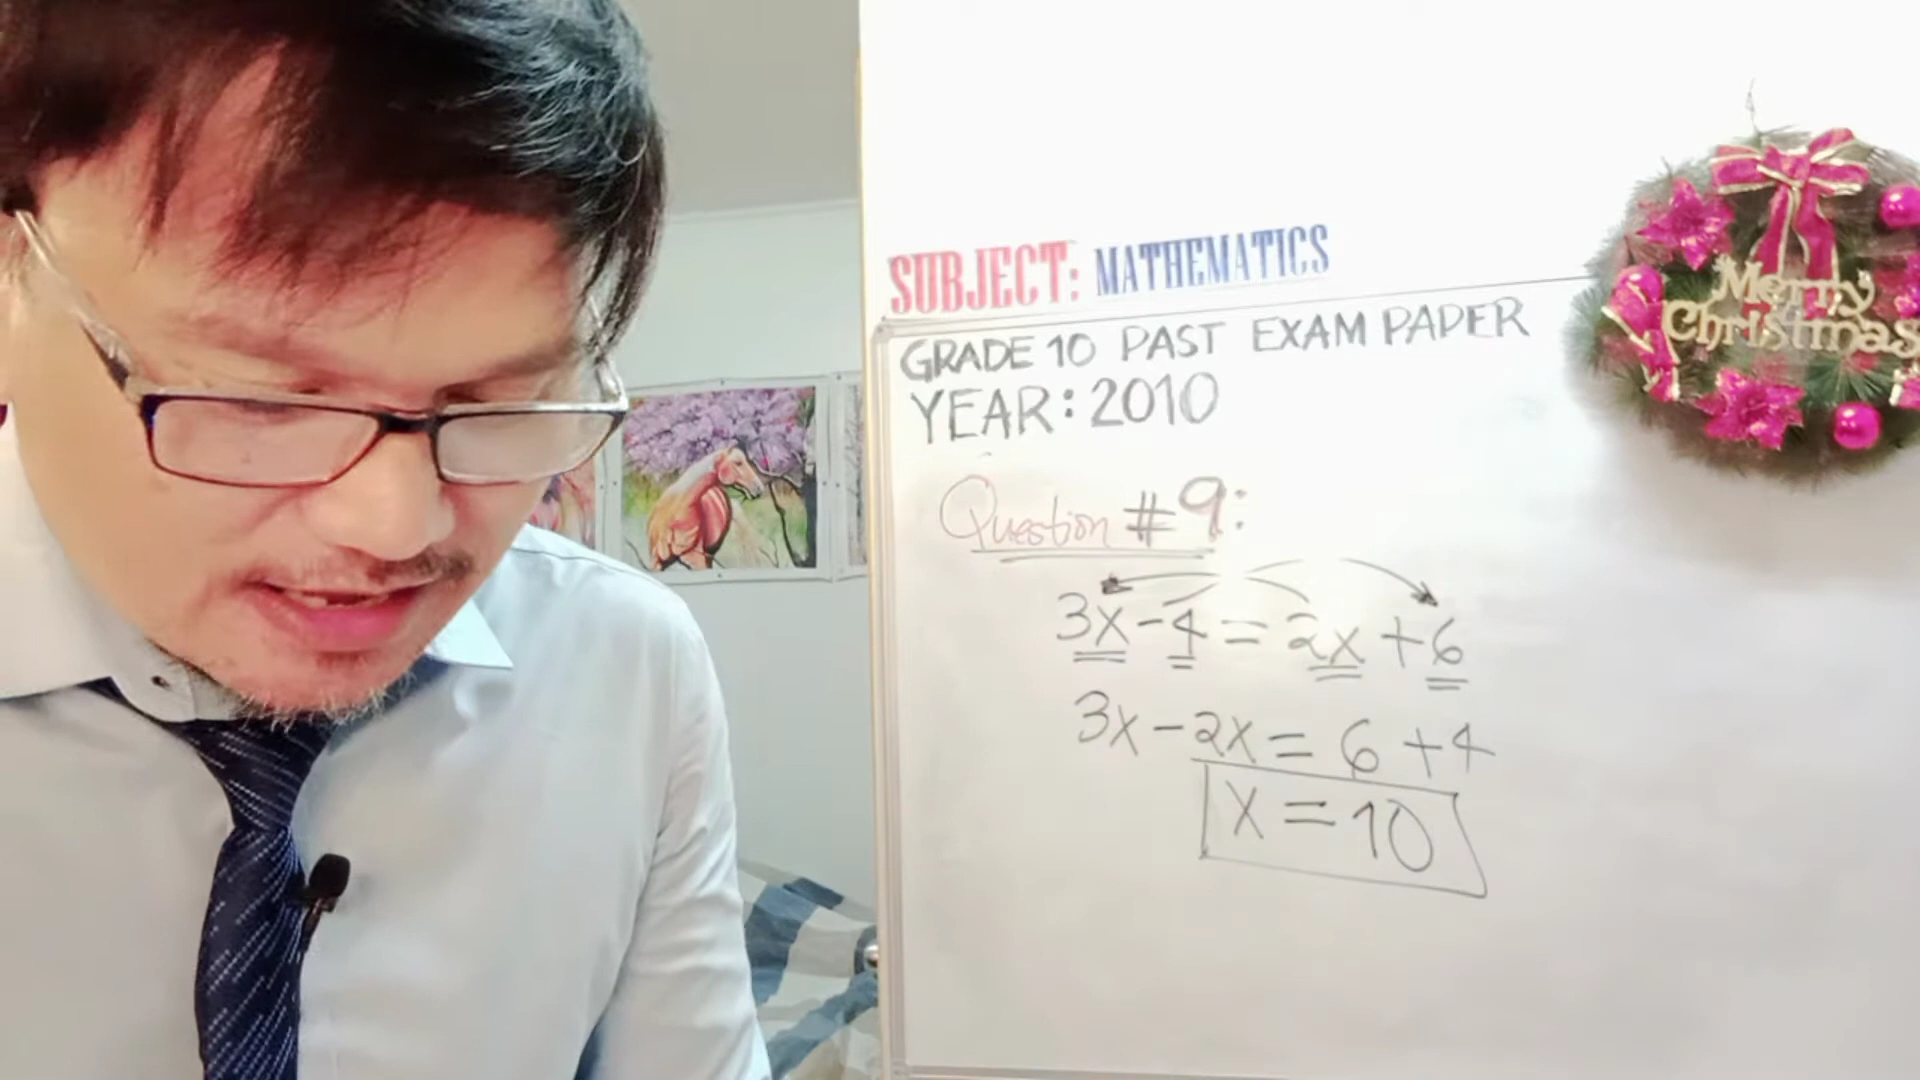 SUBJECT: MATHEMATICS
GRADE 10 PAST EXAM PAPER
YEAR: 2010
Question #9:
3x-4=2x+6
3x-2x=6+4
x=10
Merry
Christmas